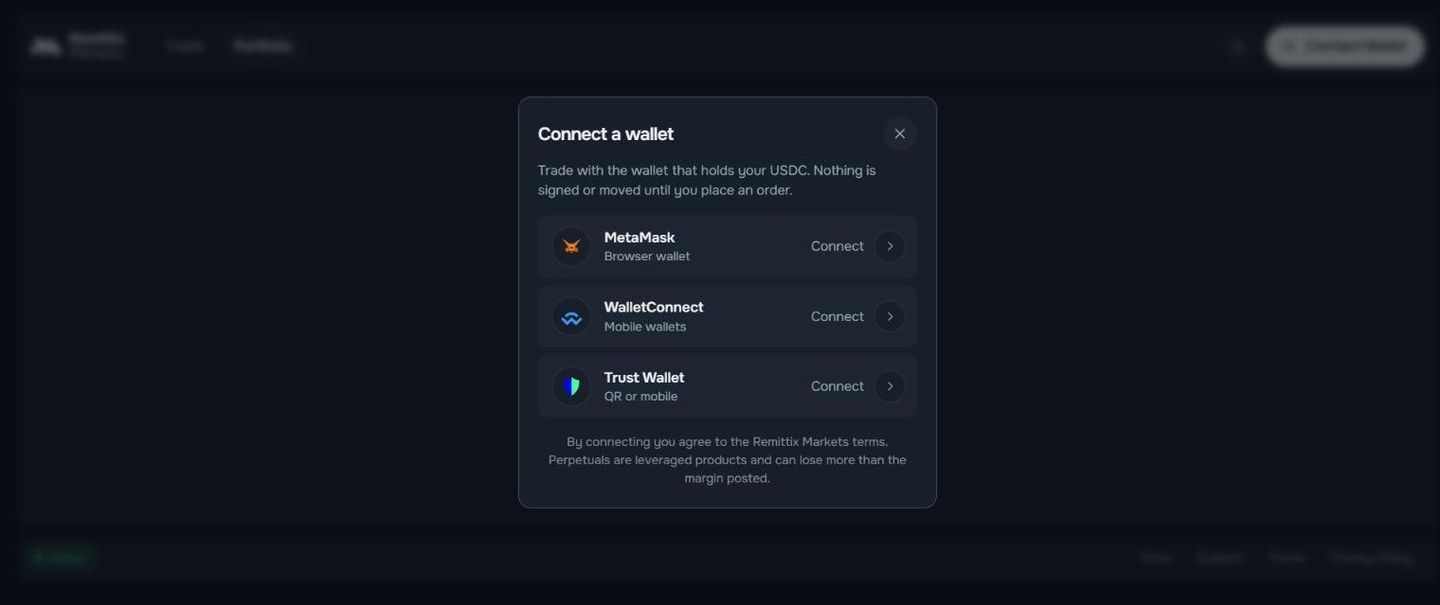 Connect Wallet
Connect a wallet
Trade with the wallet that holds your USDC. Nothing is
signed or moved until you place an order.
MetaMask
Browser wallet
Connect
WalletConnect
Mobile wallets
Connect
Trust Wallet
QR or mobile
Connect
By connecting you agree to the Remittix Markets terms.
Perpetuals are leveraged products and can lose more than the
margin posted.